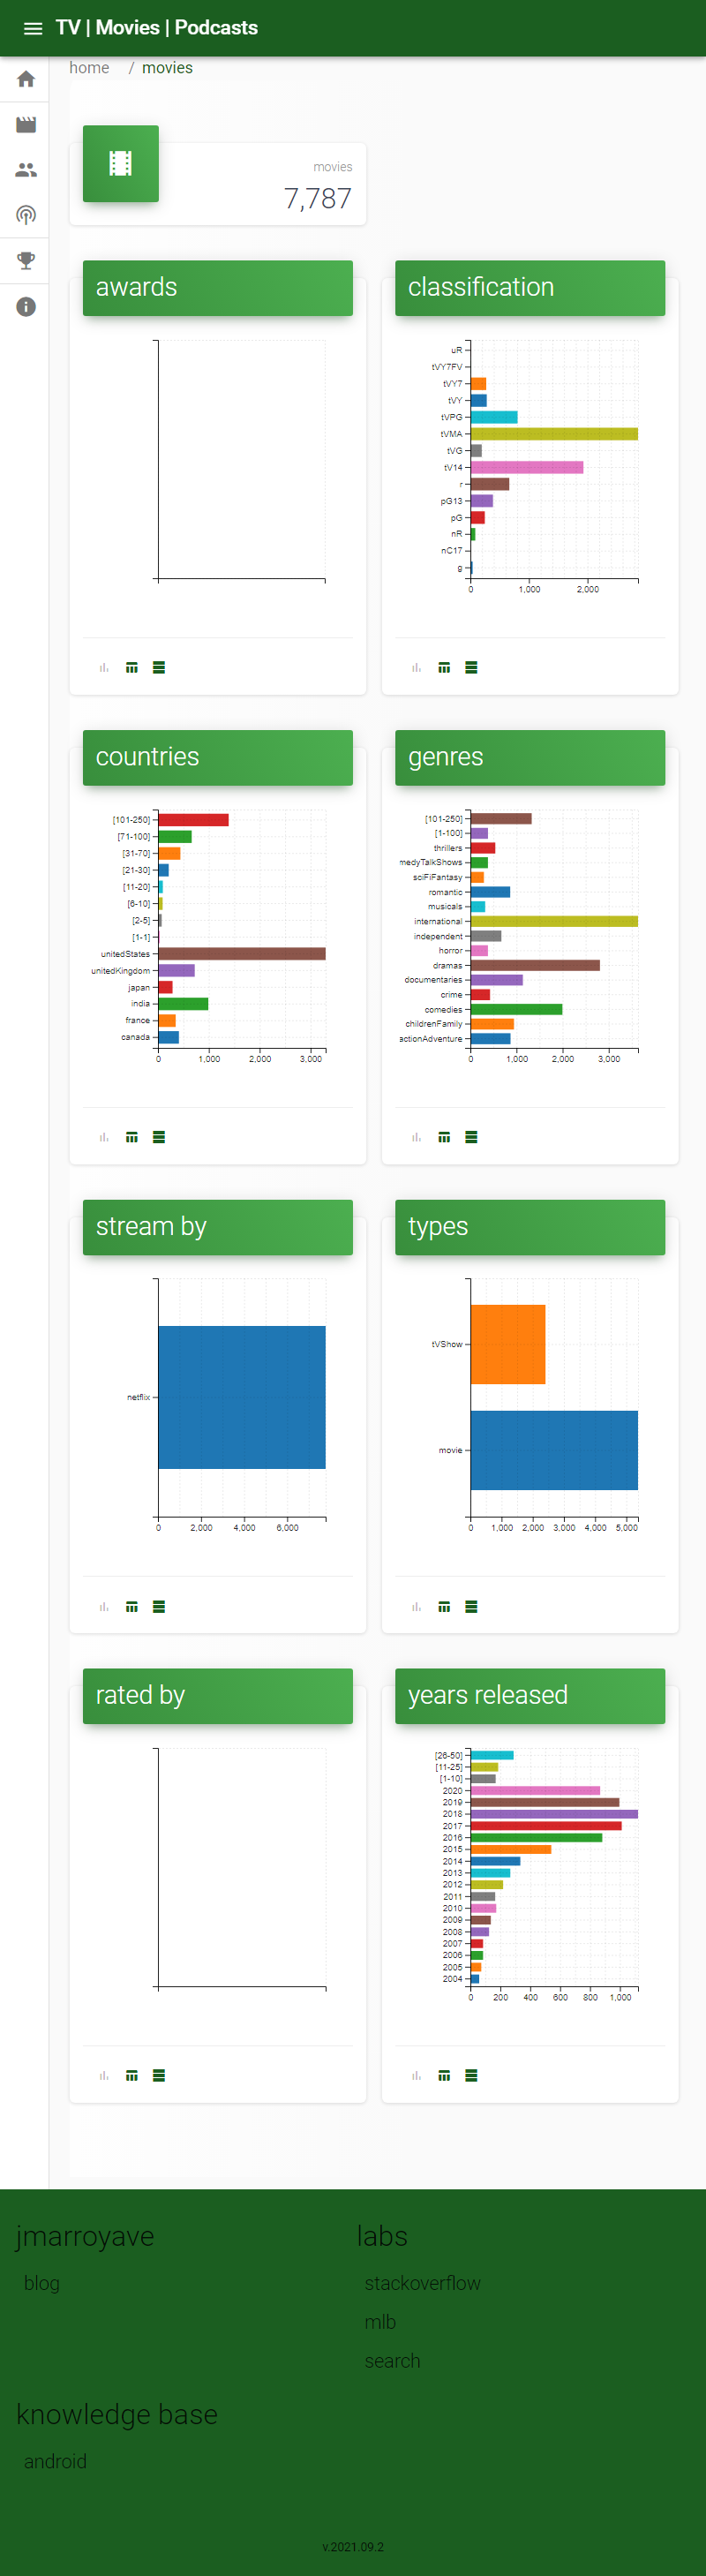 TV | Movies | Podcasts
home / movies
movies
7,787
awards
classification
uR
tVY7FV
tVY7
tVY
tVPG
tVMA
tVG
tV14
r
pG13
pG
nR
nC17
g
0 1,000 2,000
countries
[101-250]
[71-100]
[31-70]
[21-30]
[11-20]
[6-10]
[2-5]
[1-1]
unitedStates
unitedKingdom
japan
india
france
canada
0 1,000 2,000 3,000
genres
[101-250]
[1-100]
thrillers
medyTalkShows
sciFiFantasy
romantic
musicals
international
independent
horror
dramas
documentaries
crime
comedies
childrenFamily
actionAdventure
0 1,000 2,000 3,000
stream by
netflix
0 2,000 4,000 6,000
types
tVShow
movie
0 1,000 2,000 3,000 4,000 5,000
rated by
years released
[26-50]
[11-25]
[1-10]
2020
2019
2018
2017
2016
2015
2014
2013
2012
2011
2010
2009
2008
2007
2006
2005
2004
0 200 400 600 800 1,000
jmarroyave
blog
labs
stackoverflow
mlb
search
knowledge base
android
v.2021.09.2